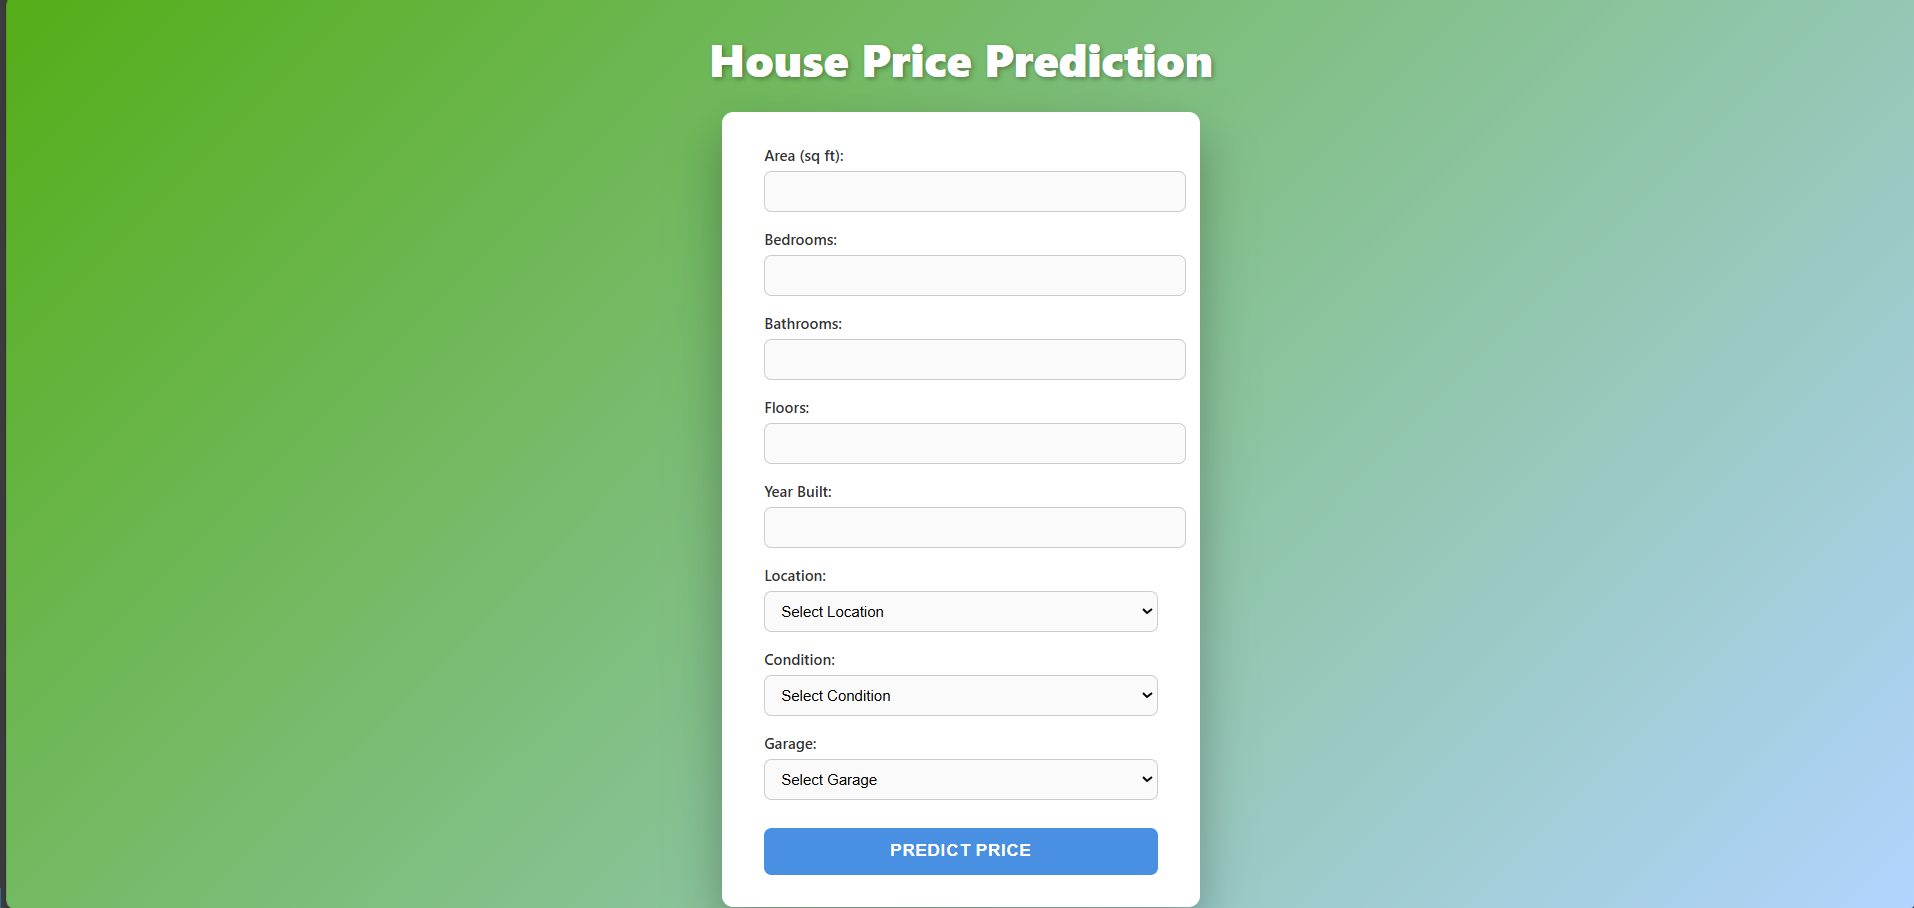 House Price Prediction
Area (sq ft):
Bedrooms:
Bathrooms:
Floors:
Year Built:
Location:
Select Location
Condition:
Select Condition
Garage:
Select Garage
PREDICT PRICE